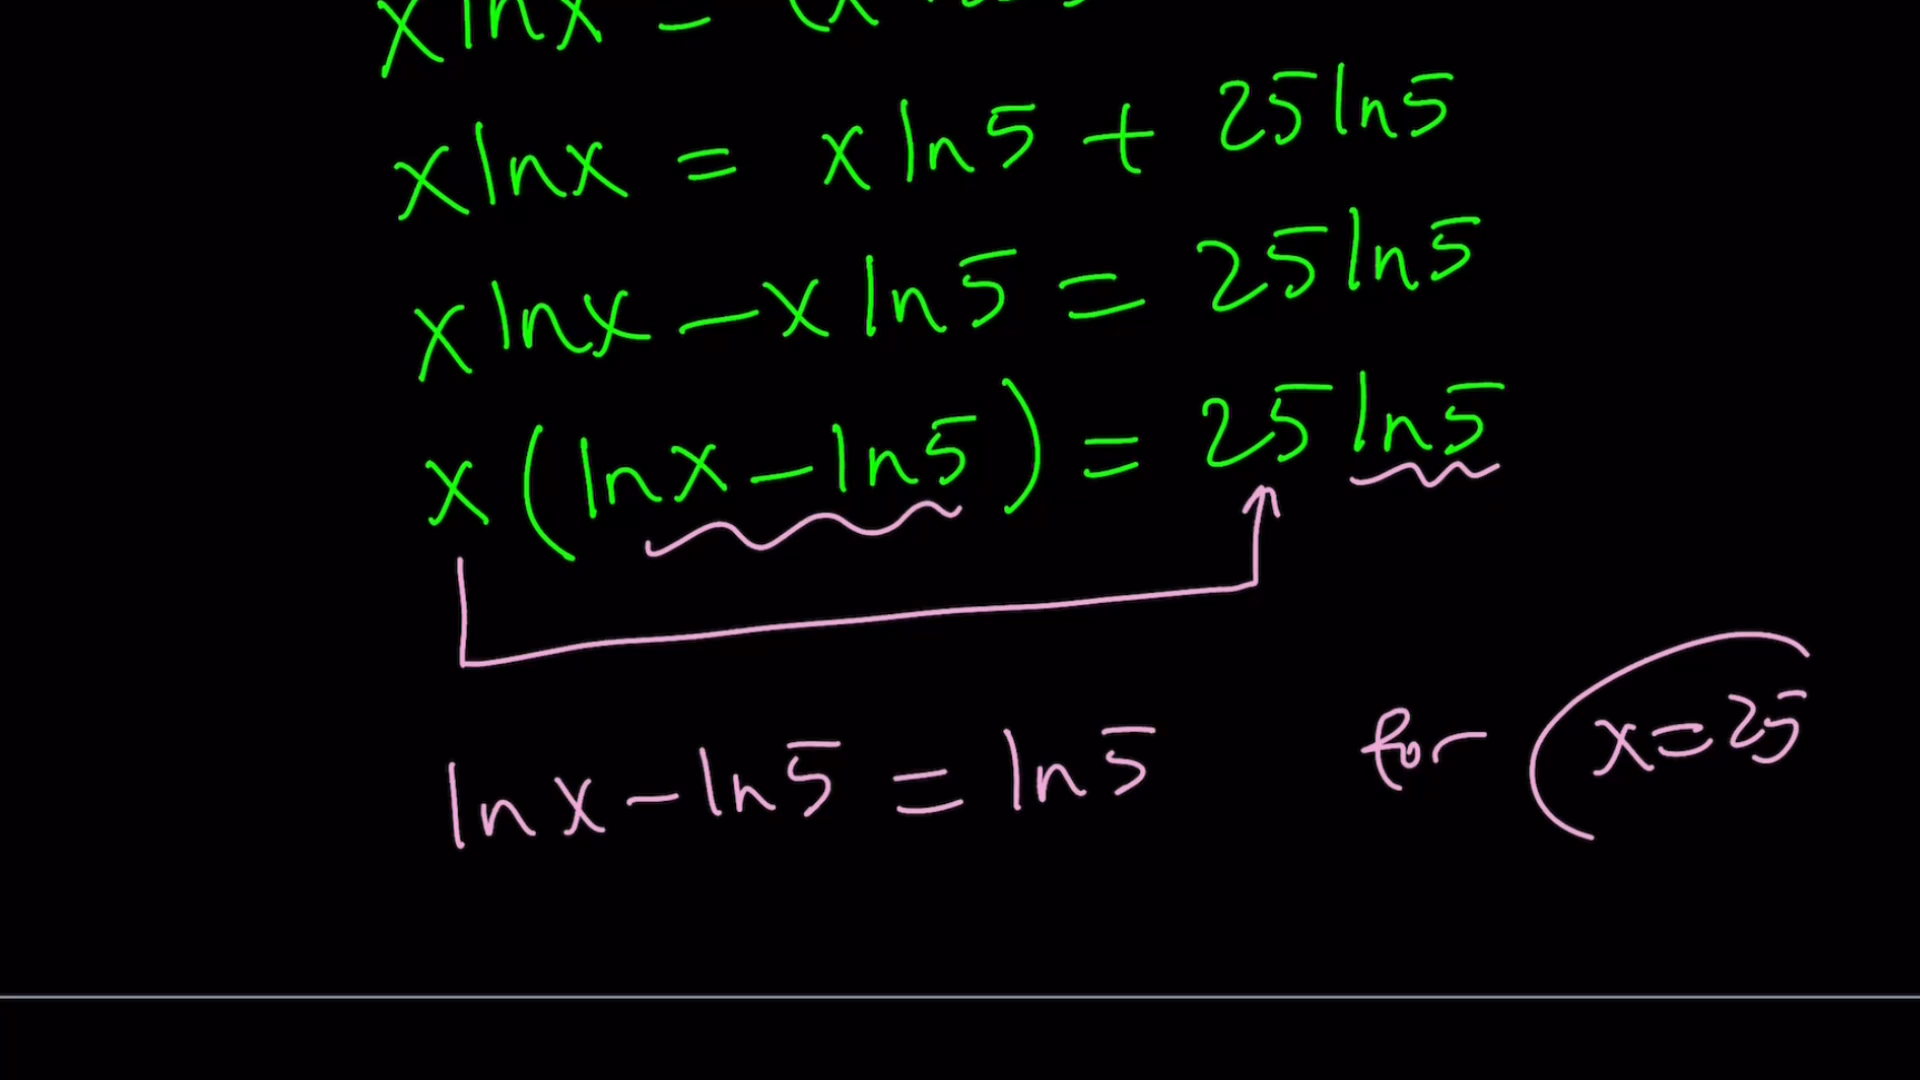 x ln x = (x
x ln x = x ln 5 + 25 ln 5
x ln x - x ln 5 = 25 ln 5
x (ln x - ln 5) = 25 ln 5
ln x - ln 5 = ln 5 for x = 25